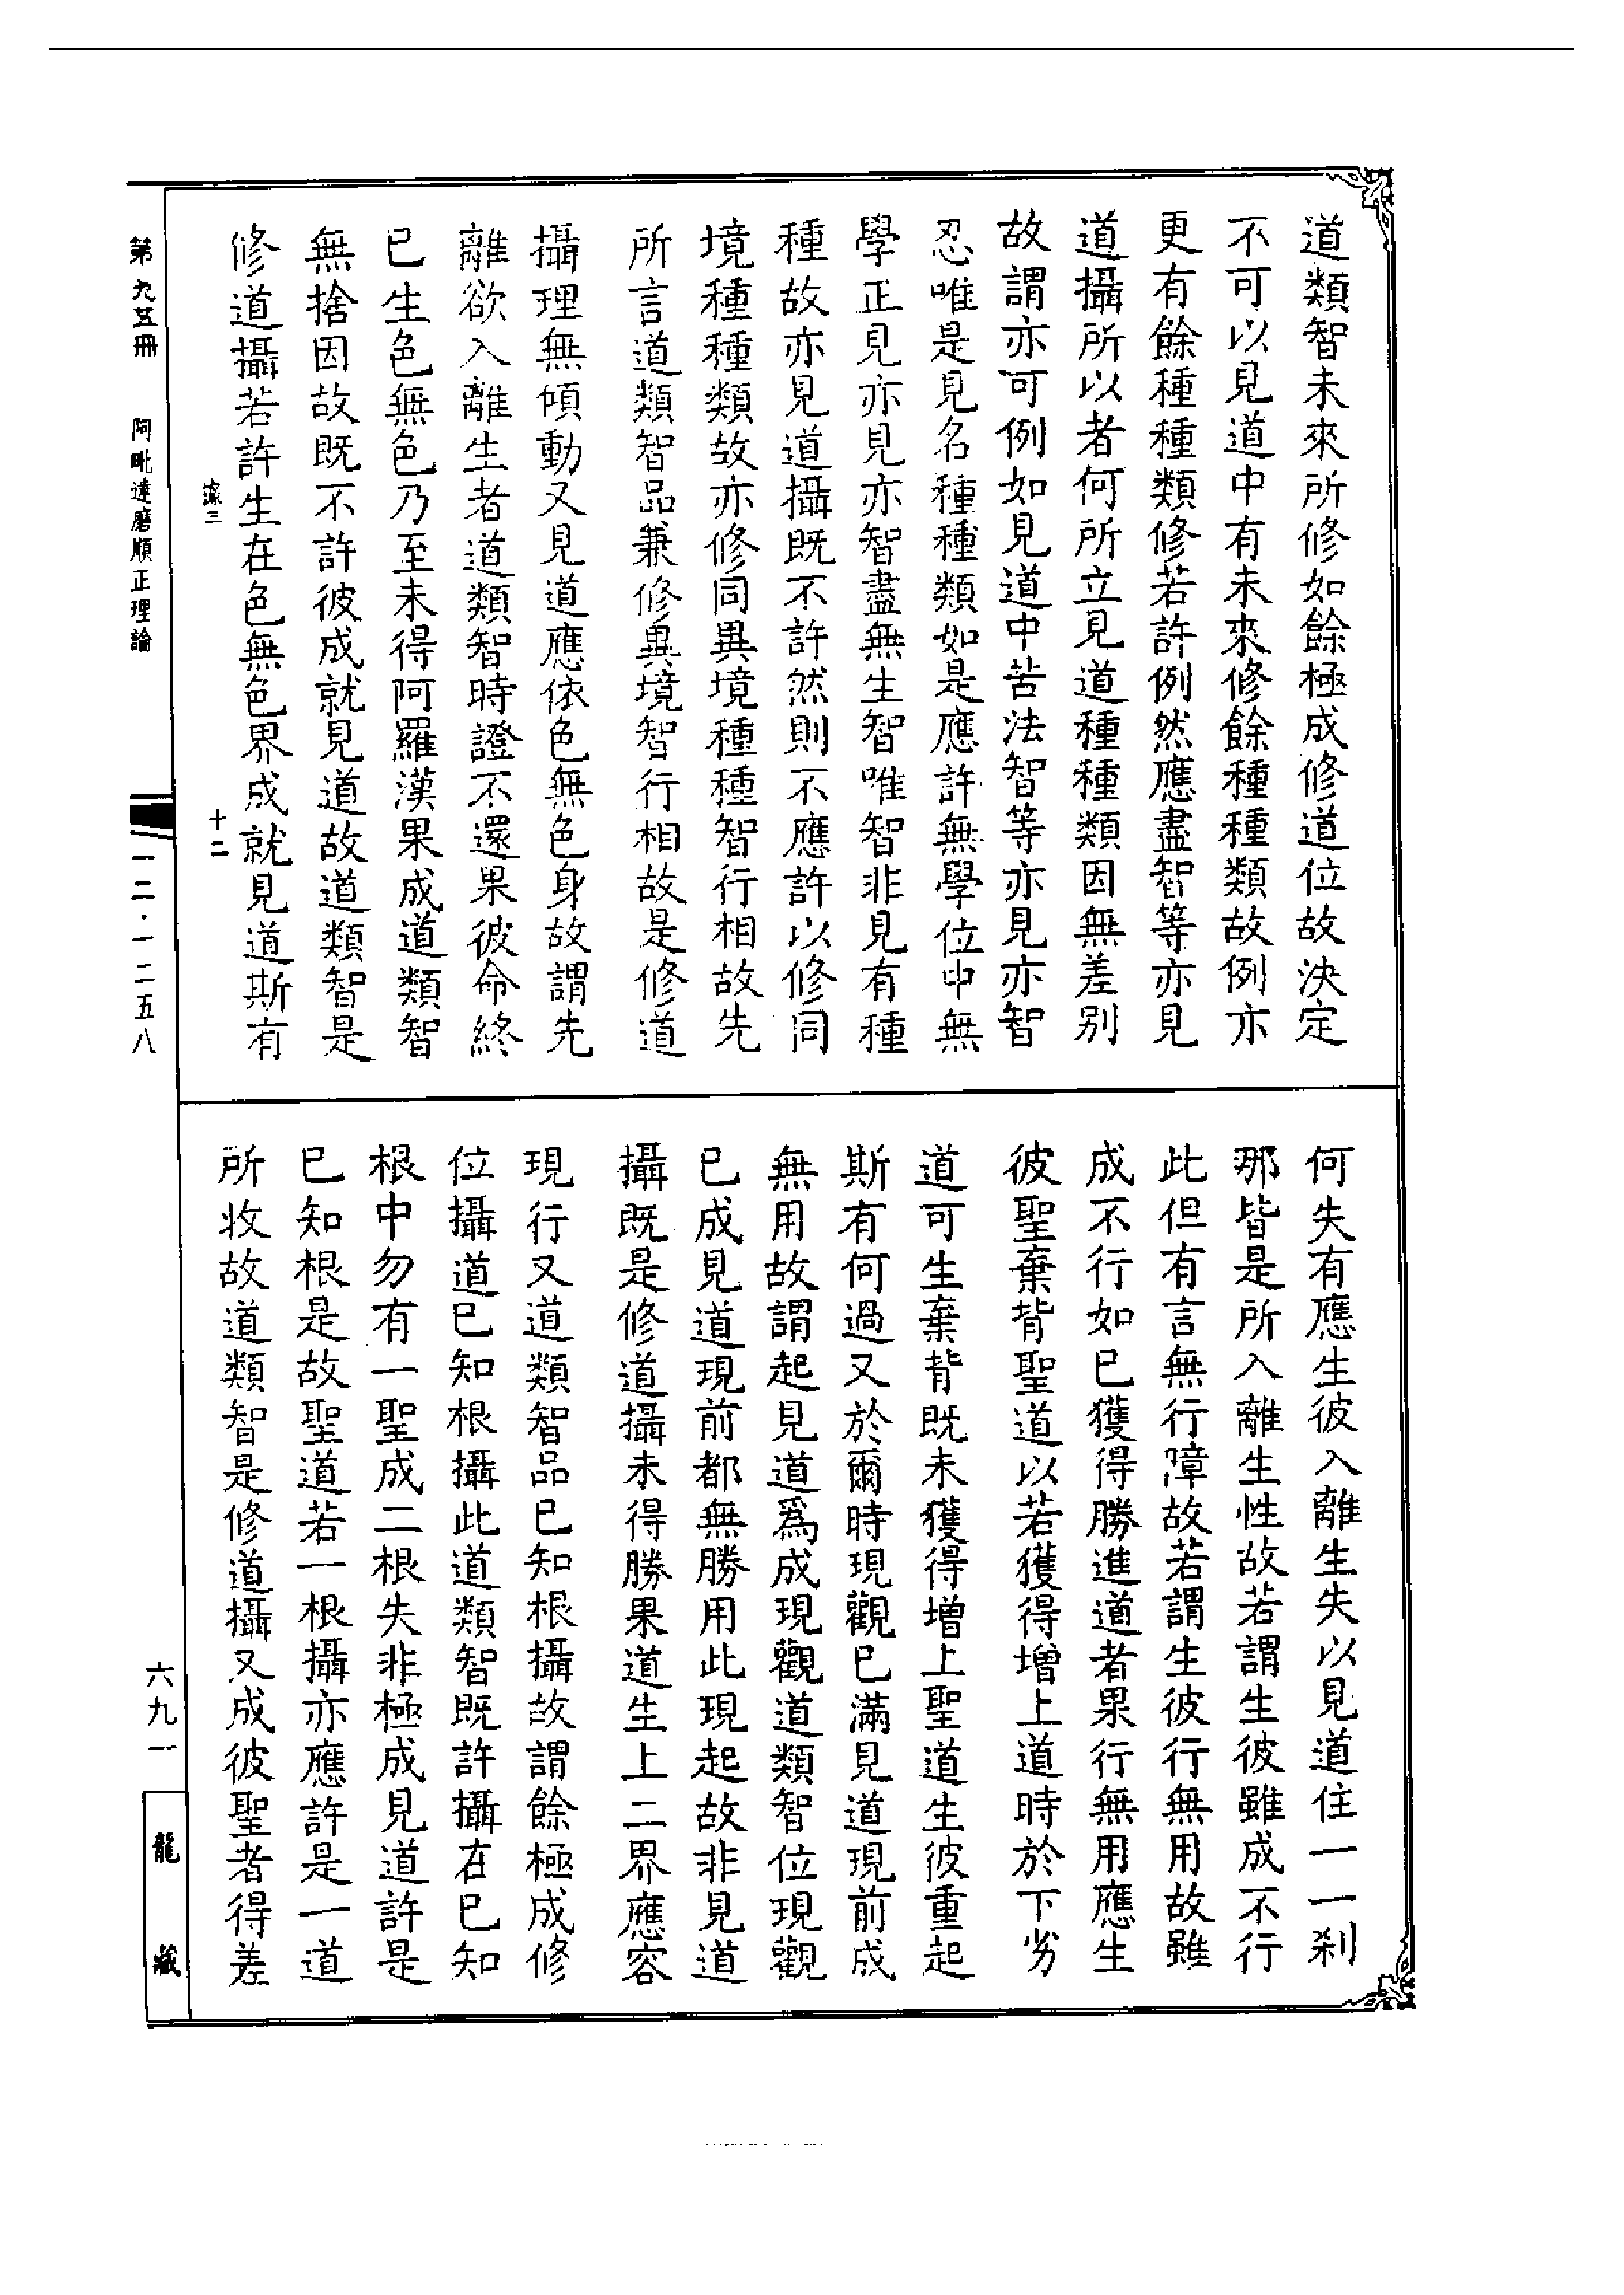 道類智未來所修如餘極成修道位故決定
不可以見道中有未來修餘種種類故例亦
更有餘種種類修若許例然應盡智等亦見
道攝所以者何所立見道種種類因無差別
故謂亦可例如見道中苦法智等亦見亦智
忍唯是見名種種類如是應許無學位中無
學正見亦見亦智盡無生智唯智非見有種
種故亦見道攝既不許然則不應許以修同
境種種類故亦修同異境種種智行相故先
所言道類智品兼修異境智行相故是修道
攝理無傾動又見道應依色無色身故謂先
離欲入離生者道類智時證不還果彼命終
已生色無色乃至未得阿羅漢果成道類智
無捨因故既不許彼成就見道故道類智是
修道攝若許生在色無色界成就見道斯有
據三
十二
何失有應生彼入離生失以見道住一一剎
那皆是所入離生性故若謂生彼雖成不行
此但有言無行障故若謂生彼行無用故雖
成不行如已獲得勝進道者果行無用應生
彼聖棄背聖道以若獲得增上道時於下劣
道可生棄背既未獲得增上聖道生彼重起
斯有何過又於爾時現觀已滿見道現前成
無用故謂起見道爲成現觀道類智位現觀
已成見道現前都無勝用此現起故非見道
攝既是修道攝未得勝果道生上二界應容
現行又道類智品已知根攝故謂餘極成修
位攝道已知根攝此道類智既許攝在已知
根中勿有一聖成二根失非極成見道許是
已知根是故聖道若一根攝亦應許是一道
所收故道類智是修道攝又成彼聖者得差
第九五冊
阿毗達磨順正理論
一二·一二五八
六九一
龍藏